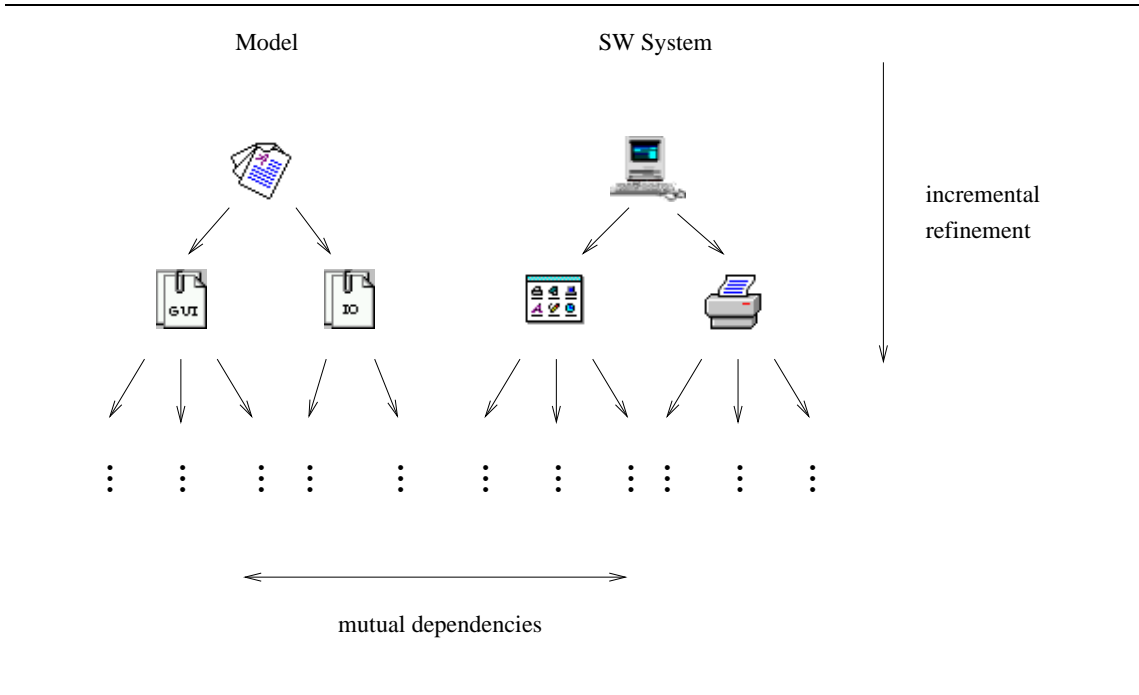 Model
SW System
incremental
refinement
GUI
IO
mutual dependencies